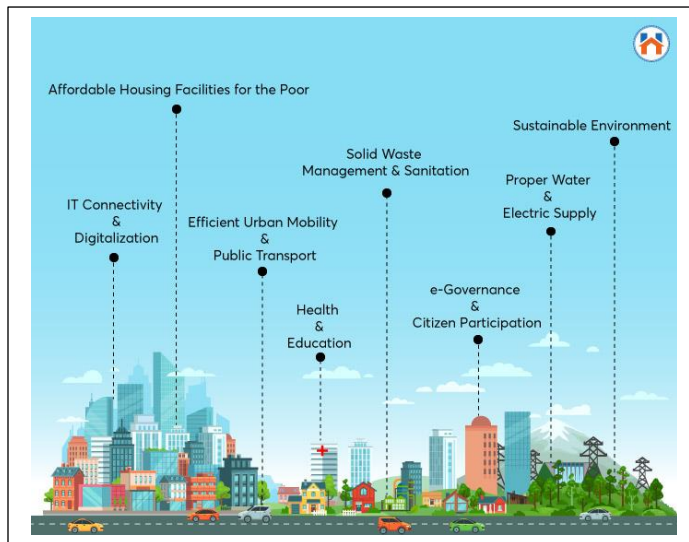 Affordable Housing Facilities for the Poor
Sustainable Environment
Solid Waste
Management & Sanitation
Proper Water
&
Electric Supply
IT Connectivity
&
Digitalization
Efficient Urban Mobility
&
Public Transport
e-Governance
&
Citizen Participation
Health
&
Education